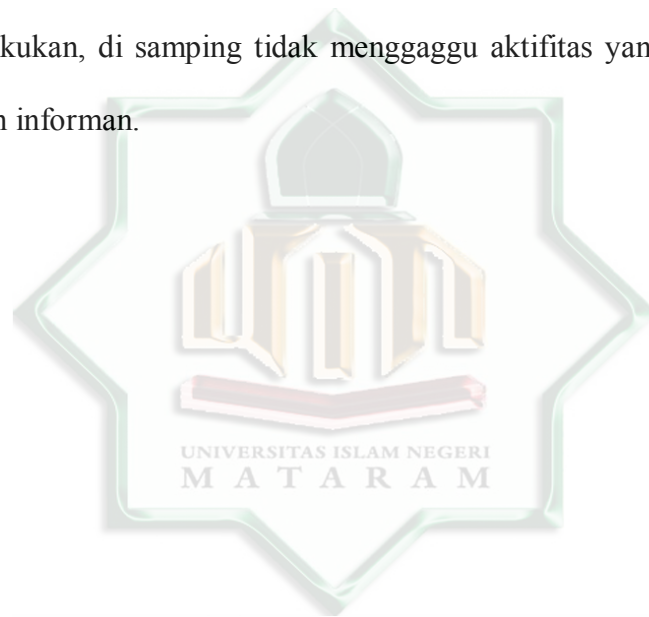 kukan, di samping tidak menggaggu aktifitas yan
n informan.
UNIVERSITAS ISLAM NEGERI
M A T A R A M